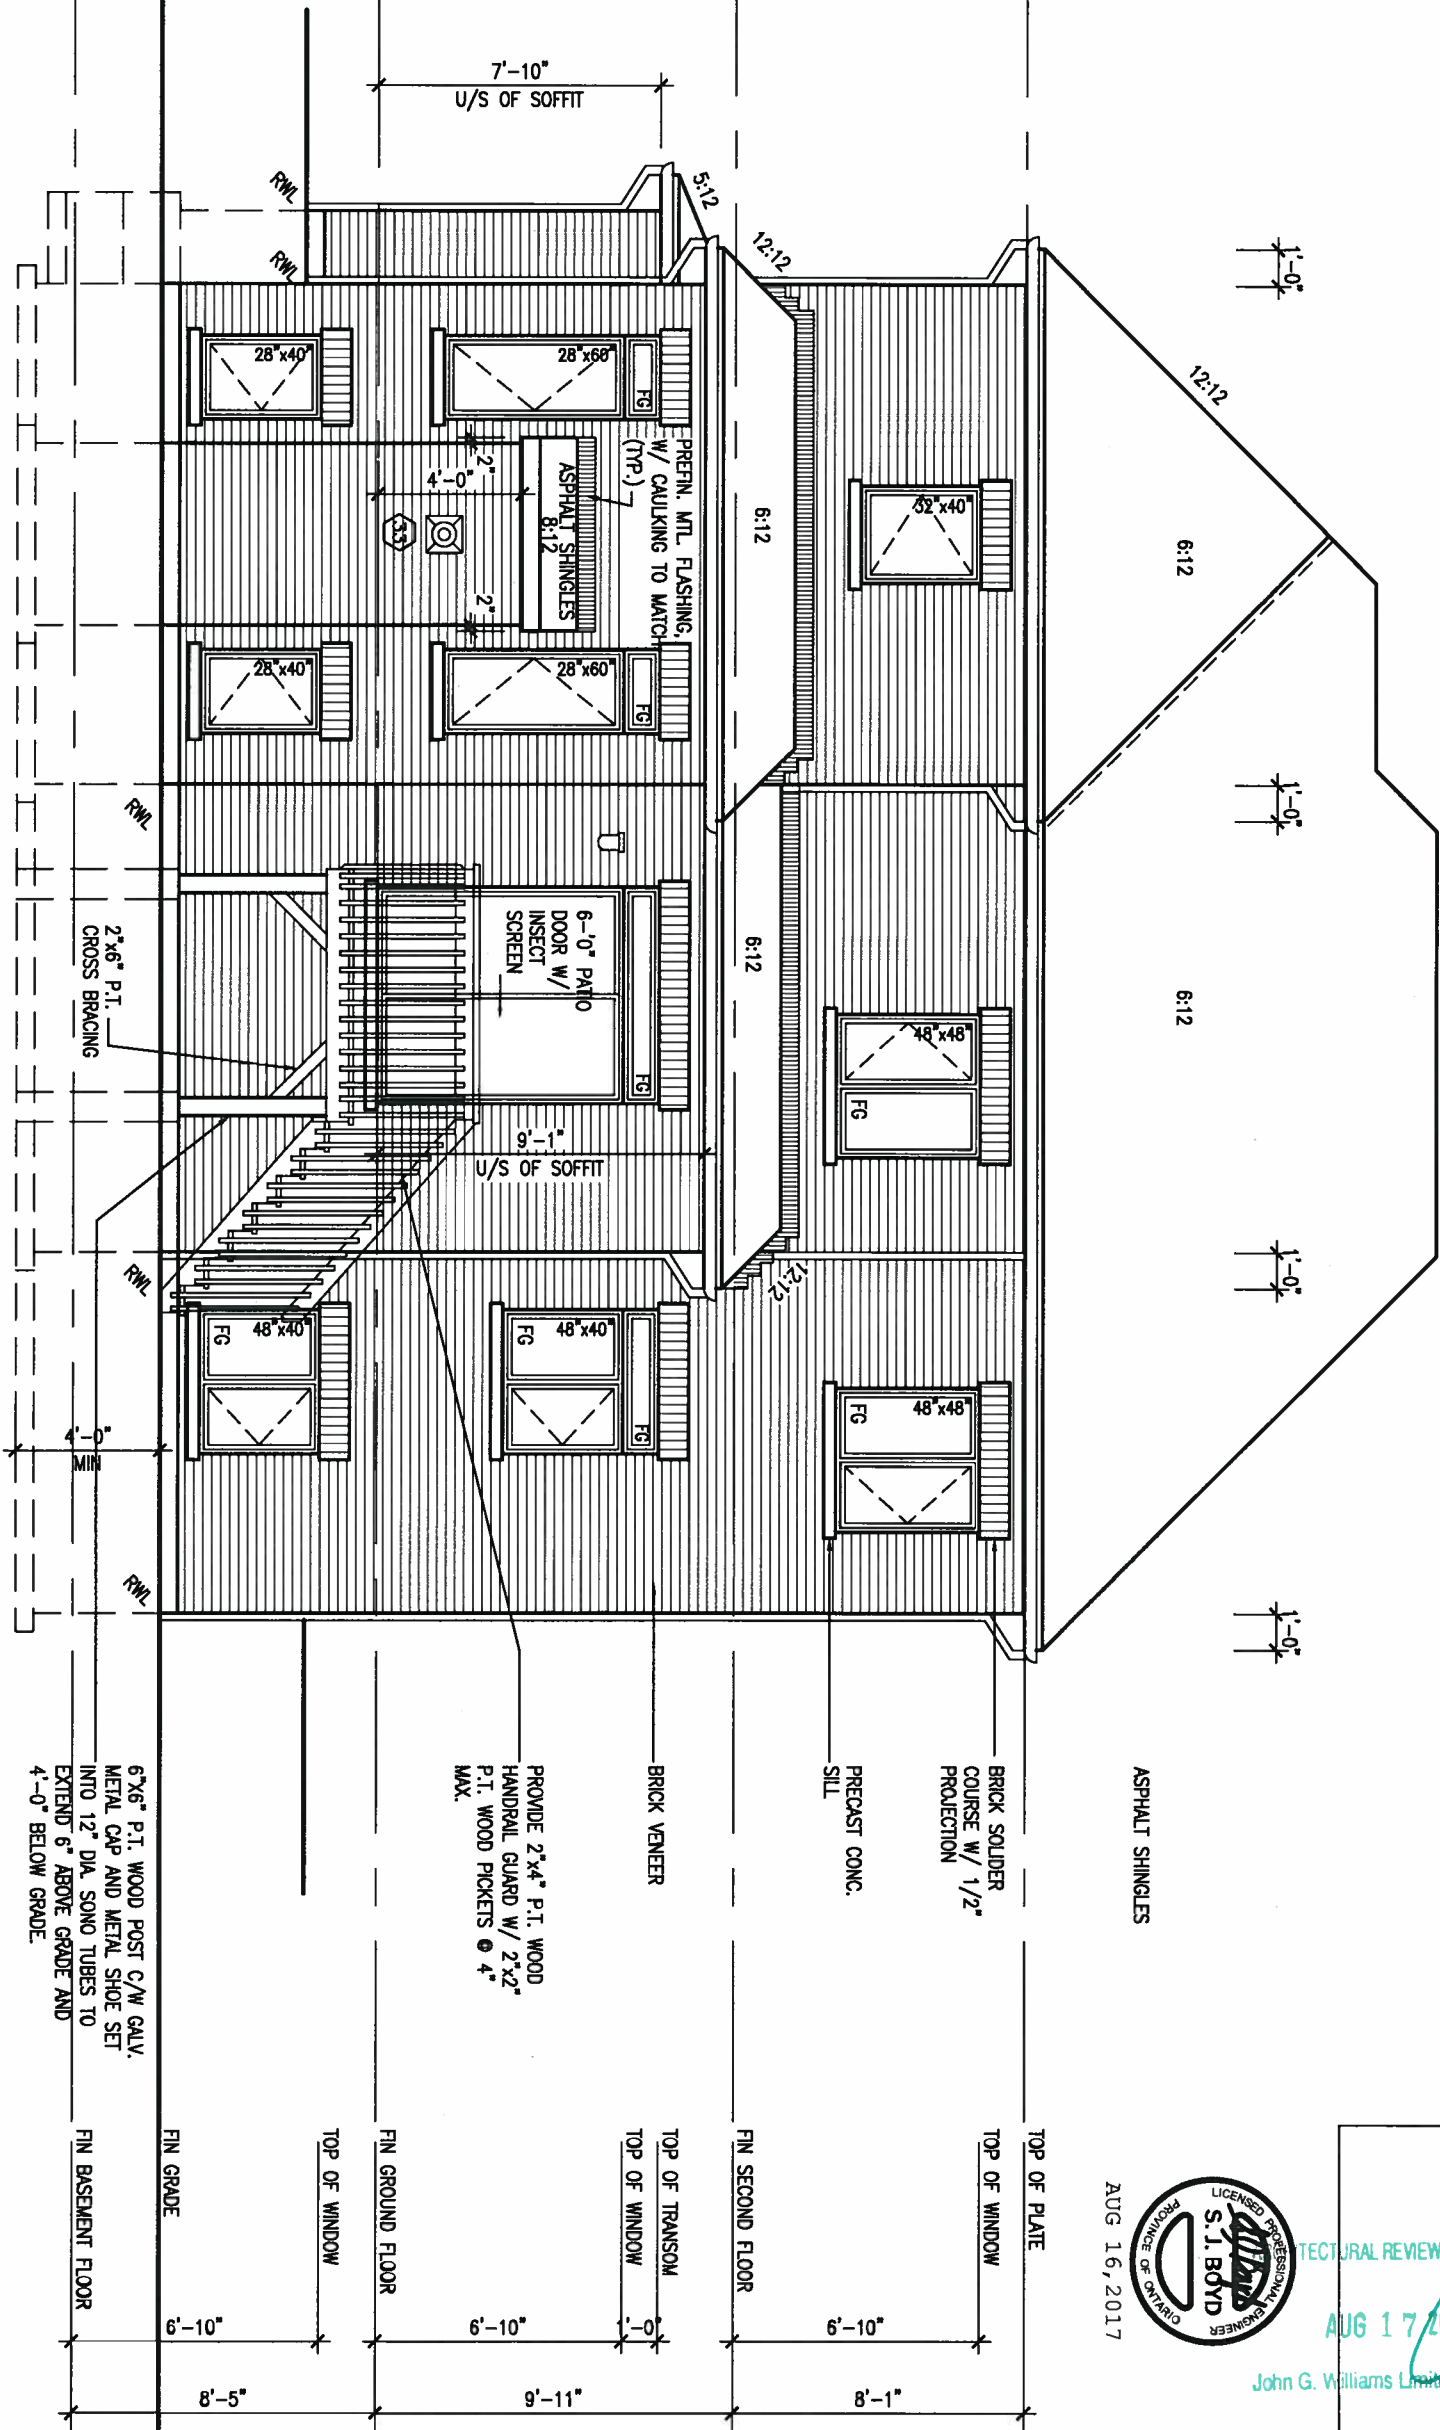 1'-0"
1'-0"
1'-0"
1'-0"
12:12
6:12
6:12
ASPHALT SHINGLES
12:12
5:12
7'-10"
U/S OF SOFFIT
32"x40"
48"x48"
FG
48"x48"
FG
BRICK SOLIDER
COURSE W/ 1/2"
PROJECTION
PRECAST CONC.
SILL
6:12
6:12
12:12
PREFIN. MTL. FLASHING,
W/ CAULKING TO MATCH
(TYP.)
28"x60"
FG
28"x60"
FG
ASPHALT SHINGLES
8:12
2"
2"
4'-0"
33
6-'0" PATIO
DOOR W/
INSECT
SCREEN
FG
9'-1"
U/S OF SOFFIT
48"x40"
FG
FG
BRICK VENEER
PROVIDE 2"x4" P.T. WOOD
HANDRAIL GUARD W/ 2"x2"
P.T. WOOD PICKETS @ 4"
MAX.
28"x40"
28"x40"
48"x40"
FG
RWL
RWL
RWL
RWL
RWL
2"x6" P.T.
CROSS BRACING
4'-0"
MIN
6"X6" P.T. WOOD POST C/W GALV.
METAL CAP AND METAL SHOE SET
INTO 12" DIA. SONO TUBES TO
EXTEND 6" ABOVE GRADE AND
4'-0" BELOW GRADE.
TOP OF PLATE
TOP OF WINDOW
FIN SECOND FLOOR
TOP OF TRANSOM
TOP OF WINDOW
FIN GROUND FLOOR
TOP OF WINDOW
FIN GRADE
FIN BASEMENT FLOOR
6'-10"
1'-0"
6'-10"
6'-10"
8'-1"
9'-11"
8'-5"
LICENSED PROFESSIONAL ENGINEER
S. J. BOYD
PROVINCE OF ONTARIO
AUG 16, 2017
TECTURAL REVIEW
AUG 17
John G. Williams